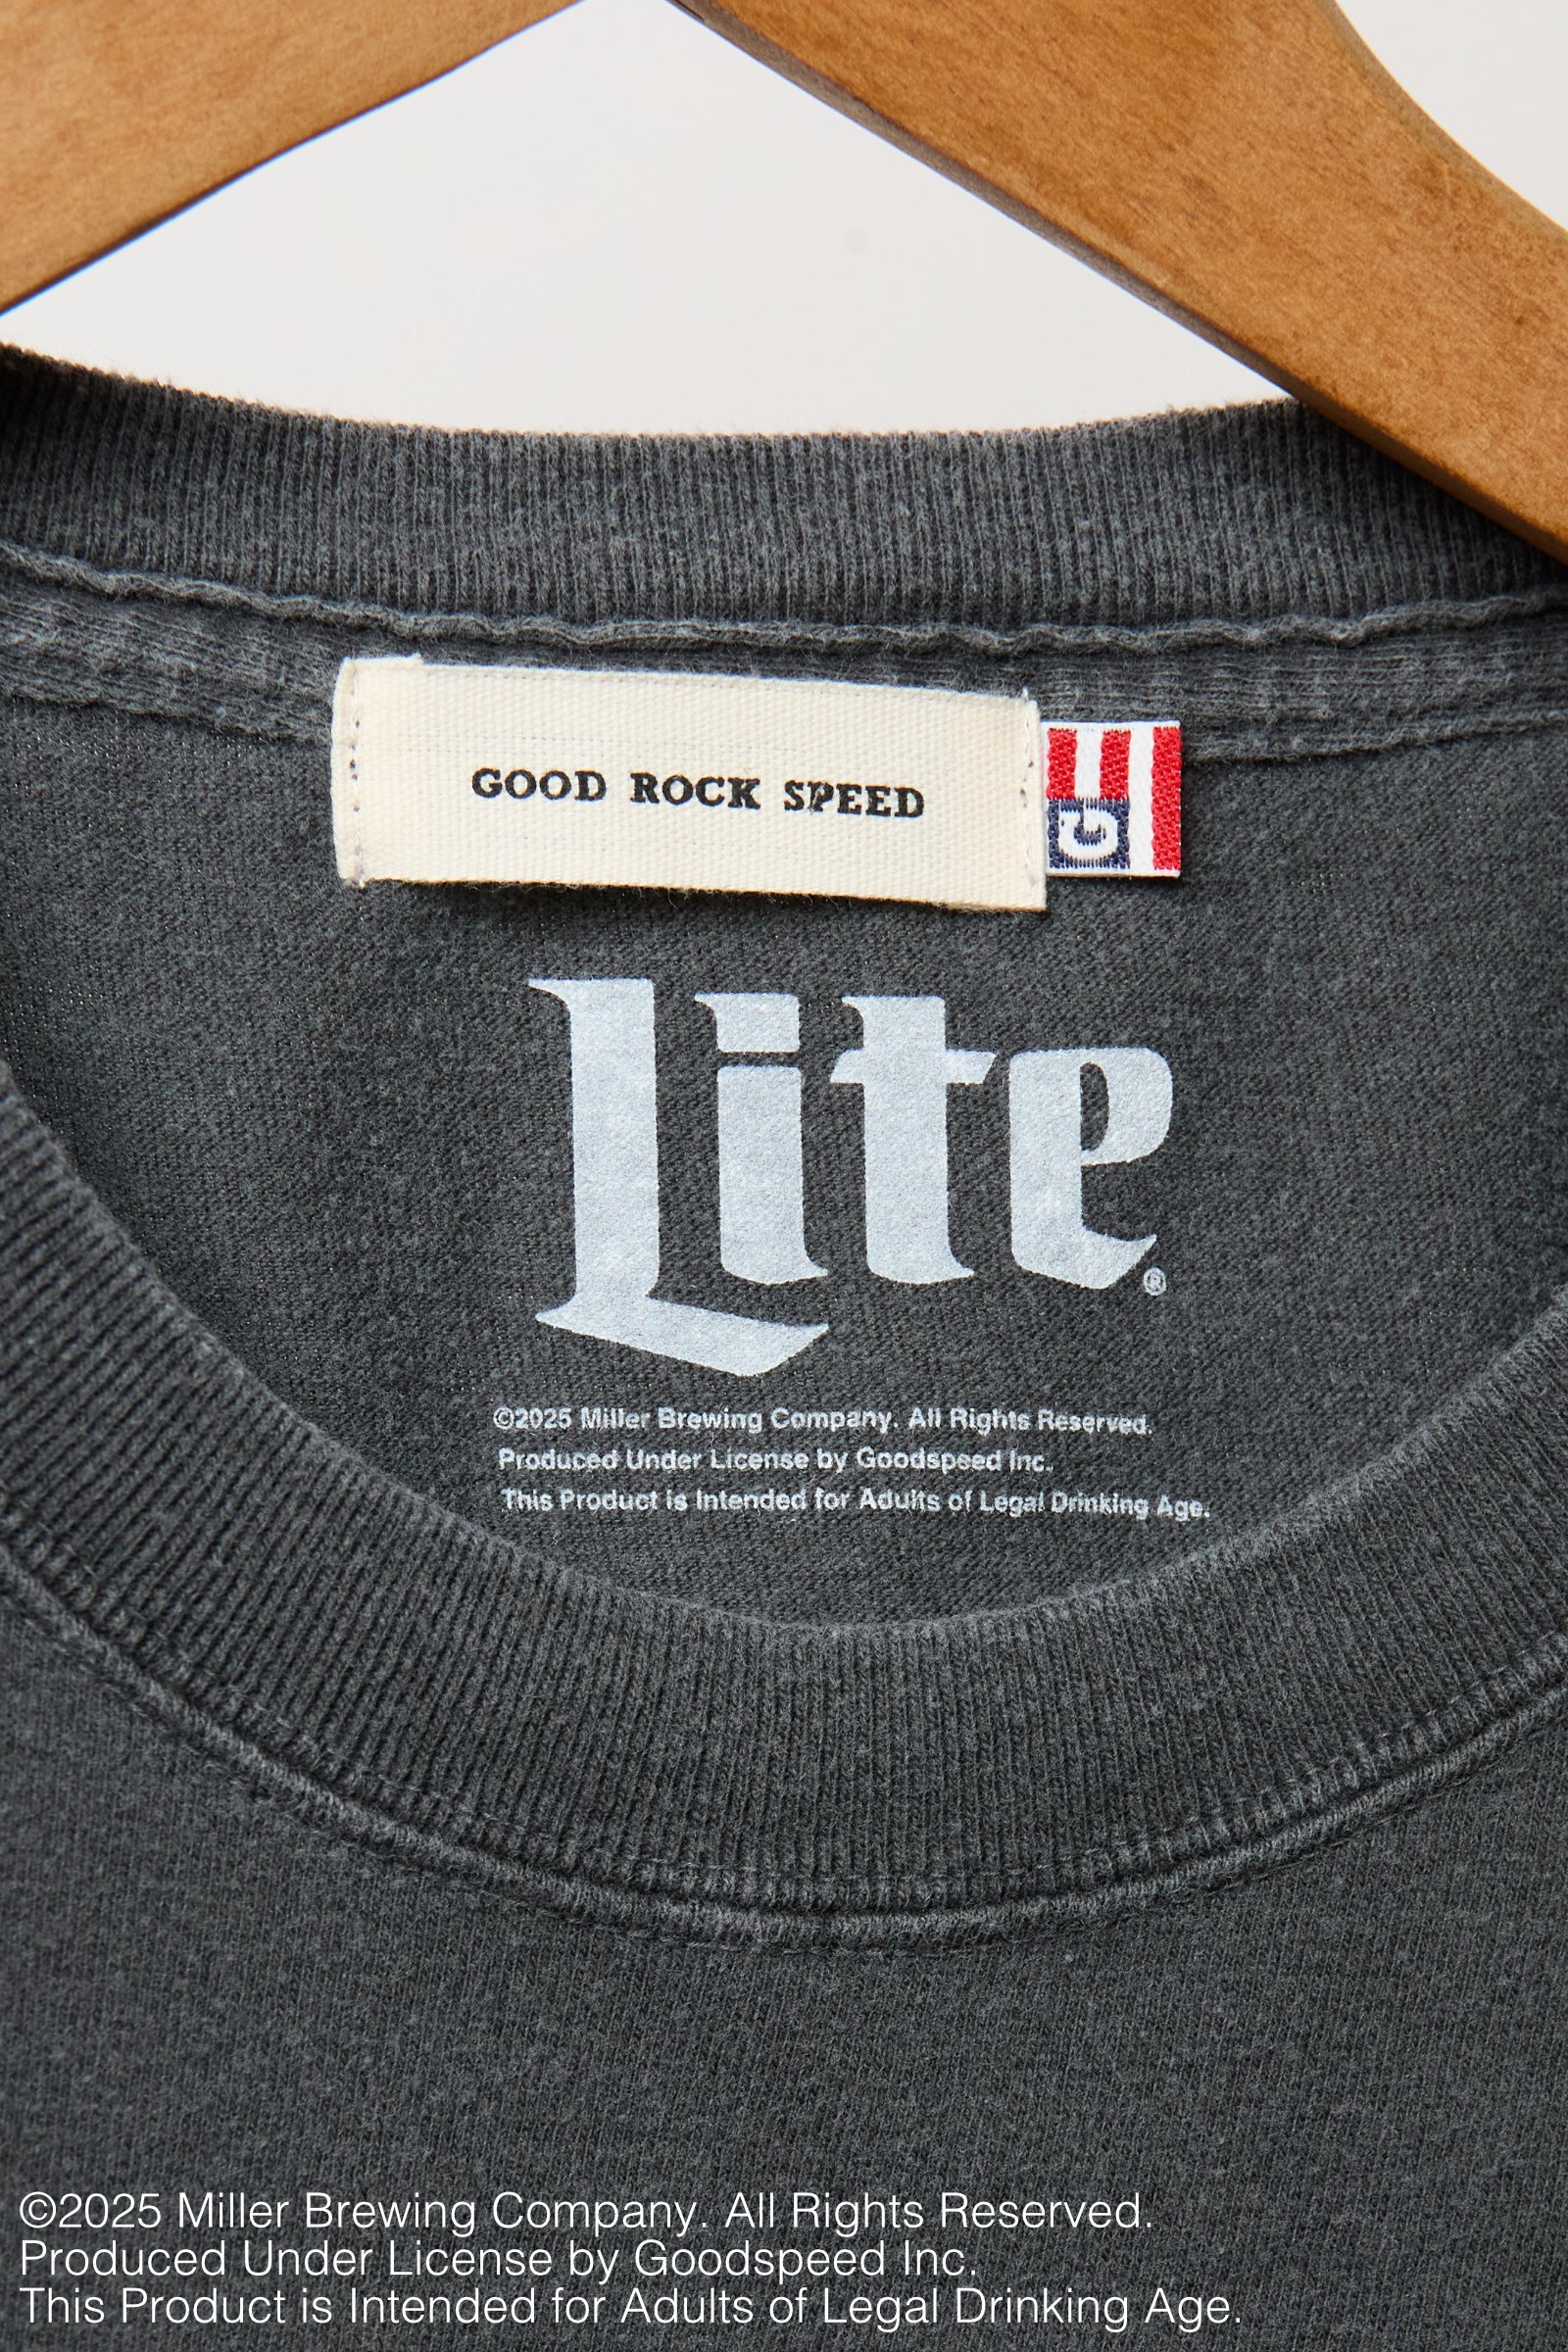 GOOD ROCK SPEED
G
Lite®
©2025 Miller Brewing Company. All Rights Reserved.
Produced Under License by Goodspeed Inc.
This Product is Intended for Adults of Legal Drinking Age.
©2025 Miller Brewing Company. All Rights Reserved.
Produced Under License by Goodspeed Inc.
This Product is Intended for Adults of Legal Drinking Age.